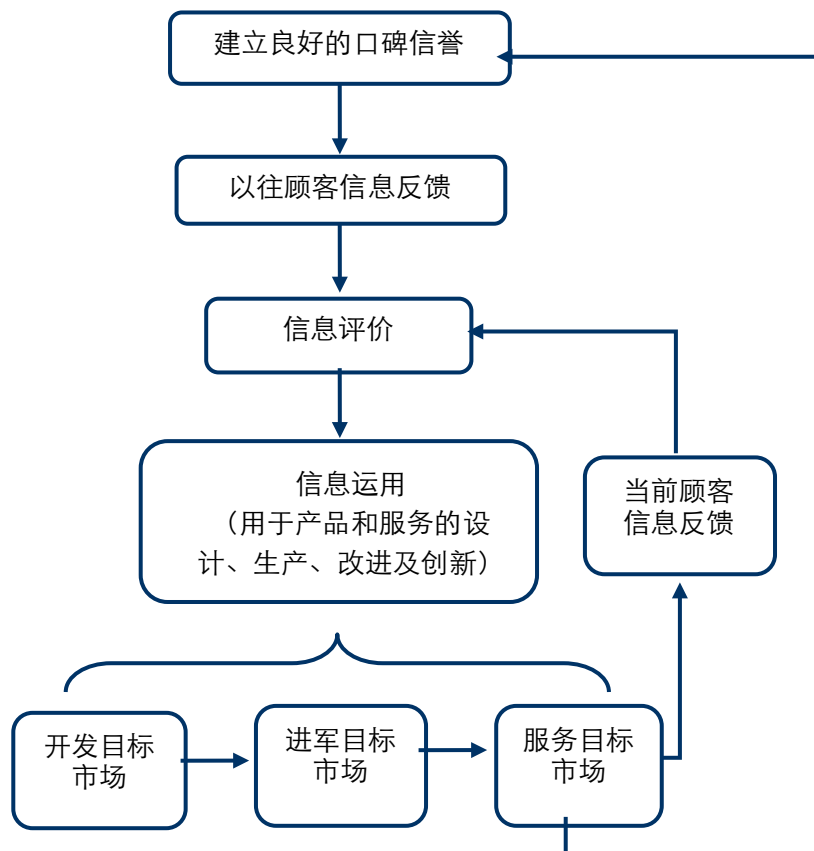 建立良好的口碑信誉
以往顾客信息反馈
信息评价
信息运用
（用于产品和服务的设
计、生产、改进及创新）
当前顾客
信息反馈
开发目标
市场
进军目标
市场
服务目标
市场